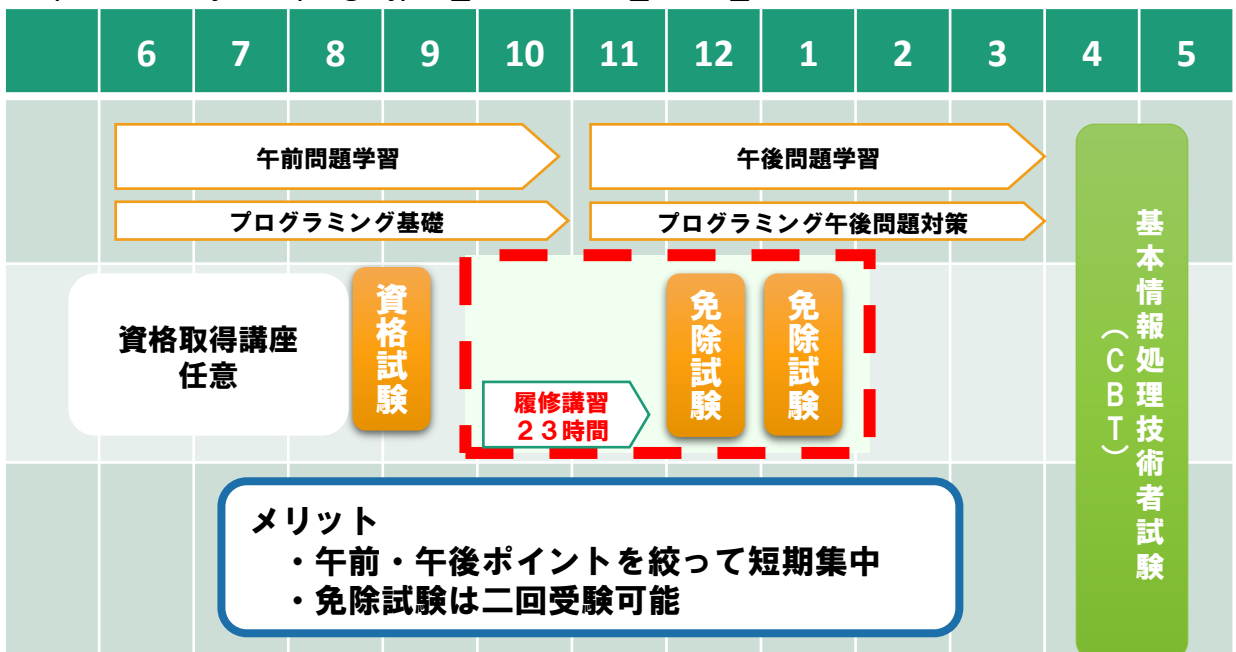 6 7 8 9 10 11 12 1 2 3 4 5
午前問題学習
午後問題学習
プログラミング基礎
プログラミング午後問題対策
資格取得講座
任意
資格試験
履修講習
２３時間
免除試験
免除試験
基本情報処理技術者試験
（ＣＢＴ）
メリット
・午前・午後ポイントを絞って短期集中
・免除試験は二回受験可能